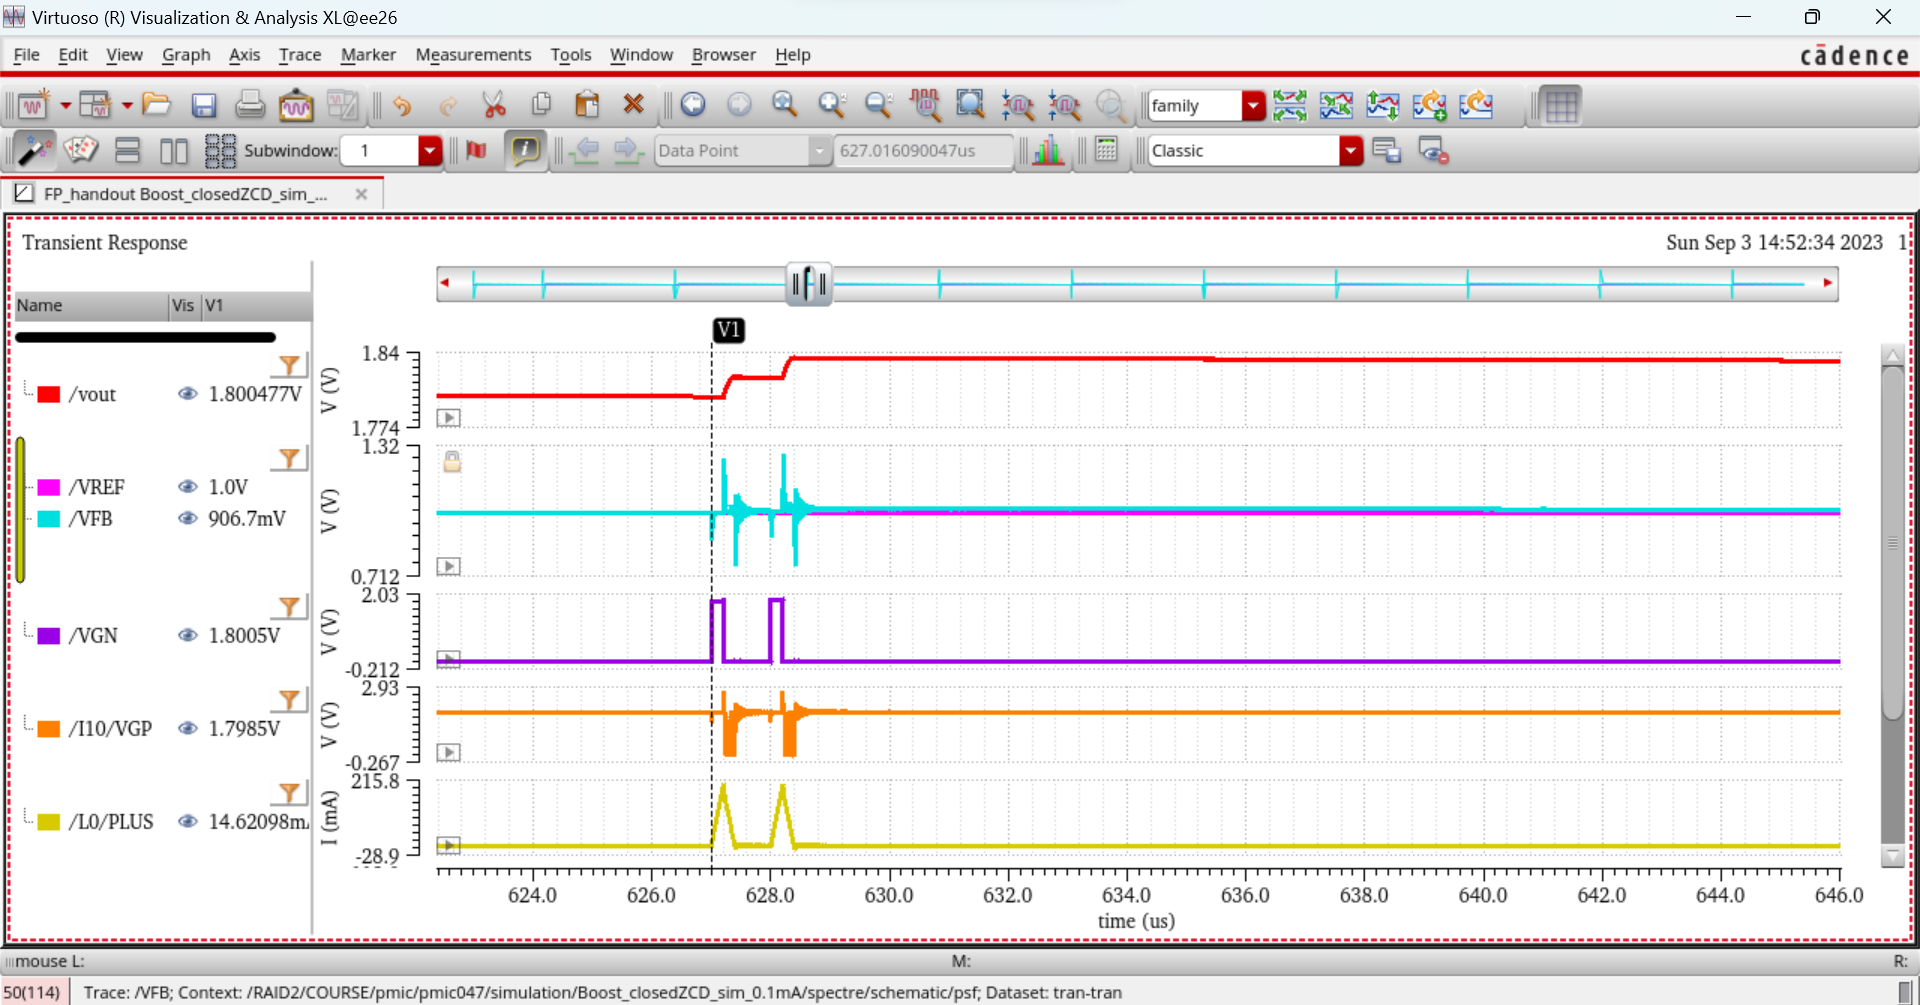 Virtuoso (R) Visualization & Analysis XL@ee26
File Edit View Graph Axis Trace Marker Measurements Tools Window Browser Help
cādence
family
Subwindow: 1
Data Point
627.016090047us
Classic
FP_handout Boost_closedZCD_sim_...
Transient Response
Sun Sep 3 14:52:34 2023 1
Name Vis V1
V1
/vout 1.800477V
V (V)
1.84
1.774
/VREF 1.0V
/VFB 906.7mV
V (V)
1.32
0.712
/VGN 1.8005V
V (V)
2.03
-0.212
/I10/VGP 1.7985V
V (V)
2.93
-0.267
/L0/PLUS 14.62098m
I (mA)
215.8
-28.9
624.0 626.0 628.0 630.0 632.0 634.0 636.0 638.0 640.0 642.0 644.0 646.0
time (us)
mouse L: M: R:
50(114) Trace: /VFB; Context: /RAID2/COURSE/pmic/pmic047/simulation/Boost_closedZCD_sim_0.1mA/spectre/schematic/psf; Dataset: tran-tran